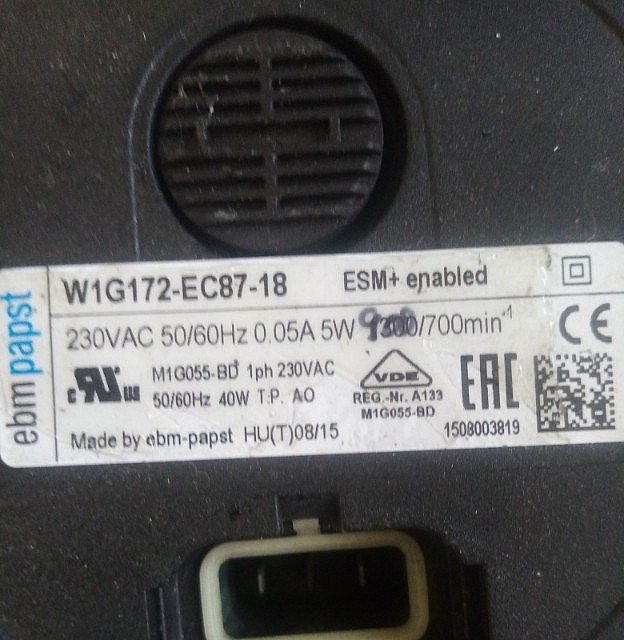 ebmpapst
W1G172-EC87-18 ESM+ enabled
230VAC 50/60Hz 0.05A 5W 1300/700min-1
CE
c RU us
M1G055-BD 1ph 230VAC
50/60Hz 40W T.P. AO
VDE
REG.-Nr. A133
M1G055-BD
EAC
Made by ebm-papst HU(T)08/15
1508003819